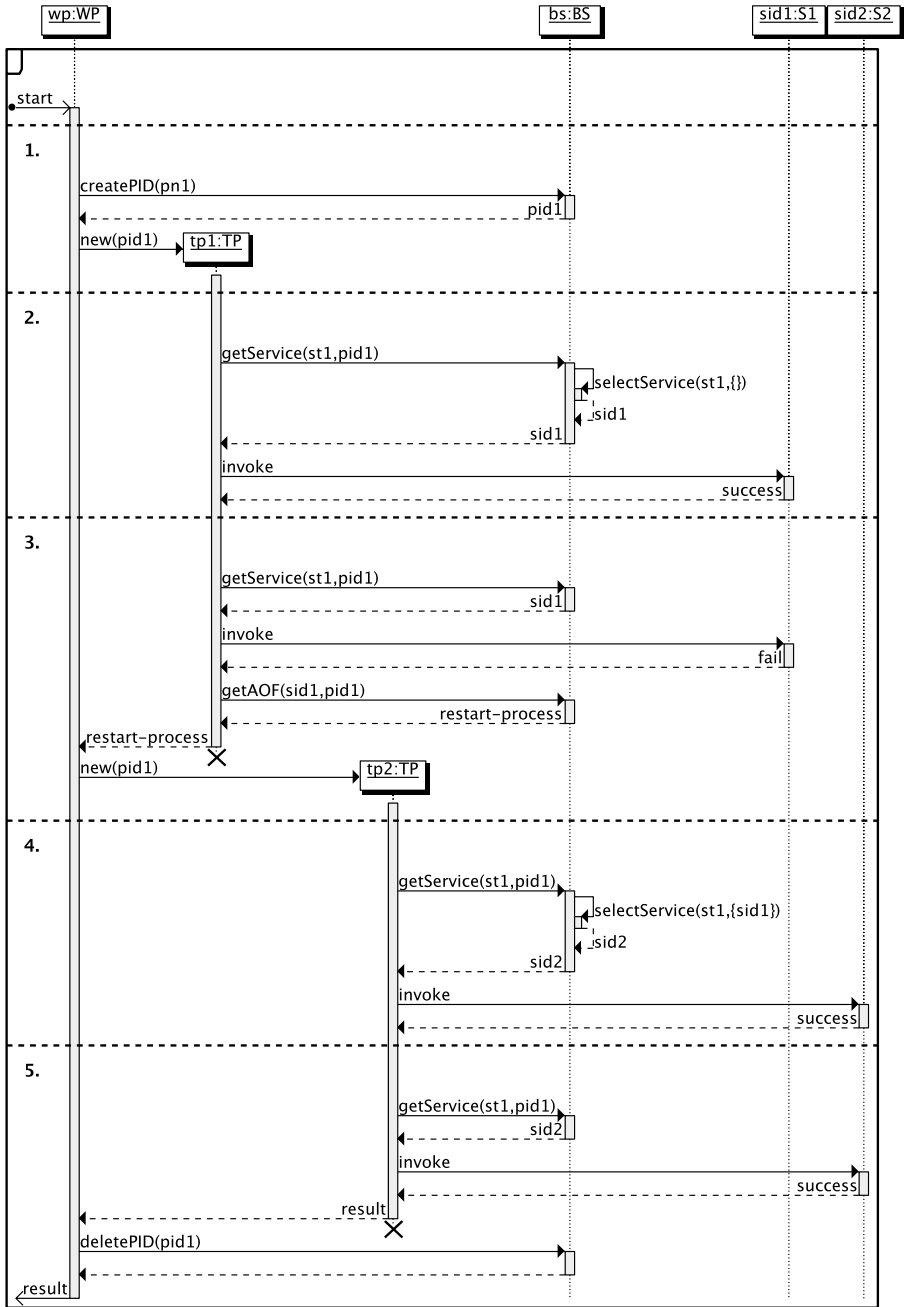 wp:WP
bs:BS
sid1:S1
sid2:S2
start
1.
createPID(pn1)
pid1
new(pid1)
tp1:TP
2.
getService(st1,pid1)
selectService(st1,{})
sid1
sid1
invoke
success
3.
getService(st1,pid1)
sid1
invoke
fail
getAOF(sid1,pid1)
restart-process
restart-process
new(pid1)
tp2:TP
4.
getService(st1,pid1)
selectService(st1,{sid1})
sid2
sid2
invoke
success
5.
getService(st1,pid1)
sid2
invoke
success
result
deletePID(pid1)
result